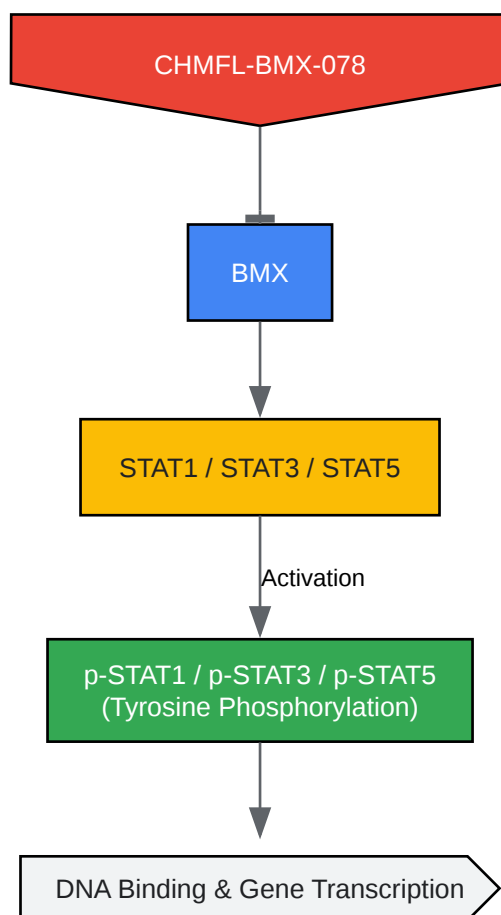 CHMFL-BMX-078
BMX
STAT1 / STAT3 / STAT5
Activation
p-STAT1 / p-STAT3 / p-STAT5
(Tyrosine Phosphorylation)
DNA Binding & Gene Transcription